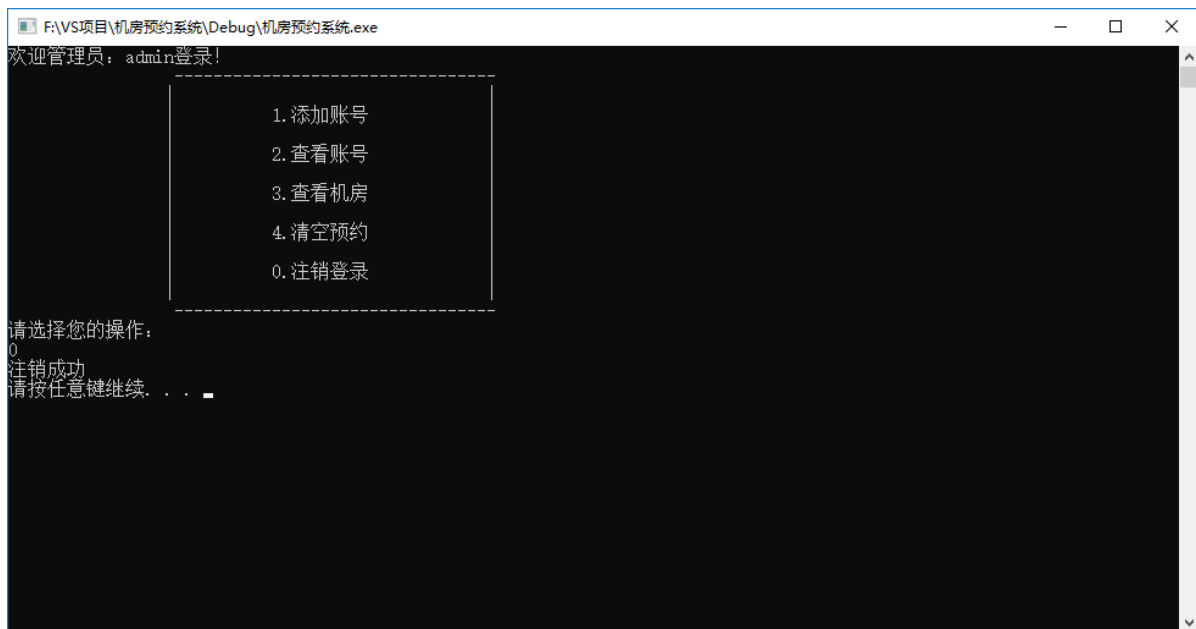 F:\VS项目\机房预约系统\Debug\机房预约系统.exe
欢迎管理员：admin登录!
---------------------------------
1.添加账号
2.查看账号
3.查看机房
4.清空预约
0.注销登录
---------------------------------
请选择您的操作：
0
注销成功
请按任意键继续. . .